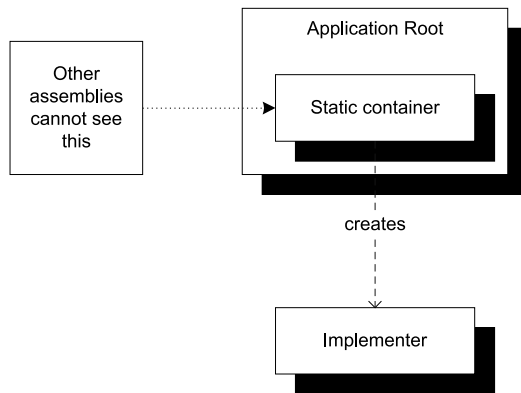 Application Root
Other
assemblies
cannot see
this
Static container
creates
Implementer